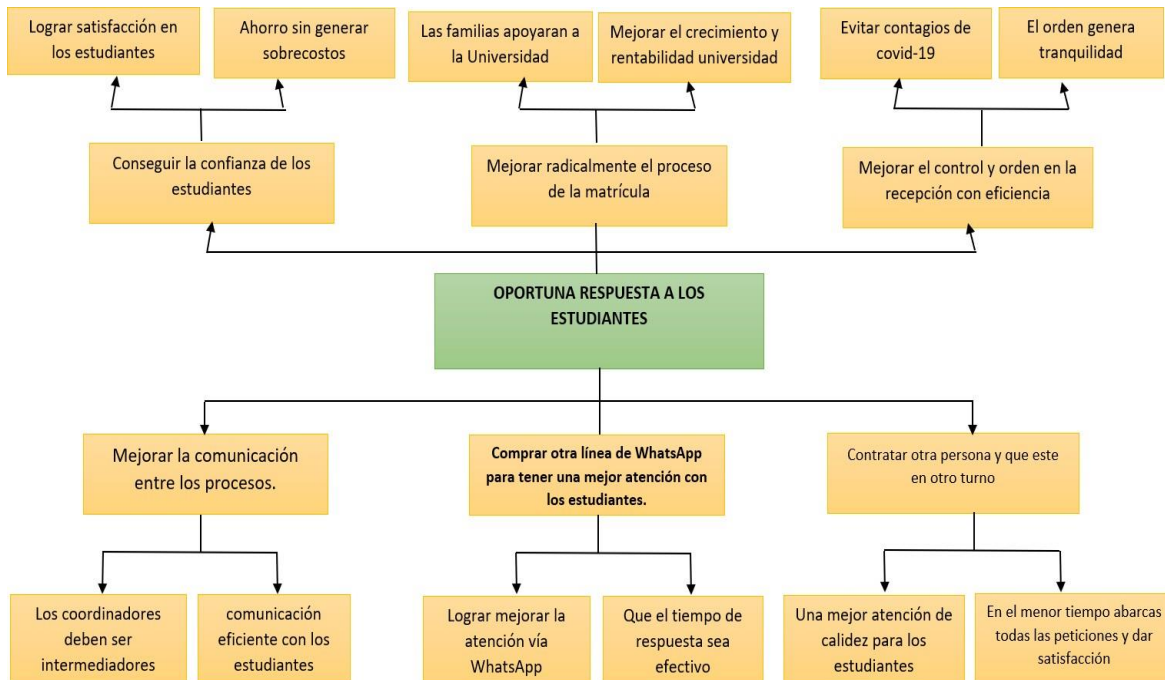 Lograr satisfacción en
los estudiantes
Ahorro sin generar
sobrecostos
Las familias apoyaran a
la Universidad
Mejorar el crecimiento y
rentabilidad universidad
Evitar contagios de
covid-19
El orden genera
tranquilidad
Conseguir la confianza de los
estudiantes
Mejorar radicalmente el proceso
de la matrícula
Mejorar el control y orden en la
recepción con eficiencia
OPORTUNA RESPUESTA A LOS
ESTUDIANTES
Mejorar la comunicación
entre los procesos.
Comprar otra línea de WhatsApp
para tener una mejor atención con
los estudiantes.
Contratar otra persona y que este
en otro turno
Los coordinadores
deben ser
intermediadores
comunicación
eficiente con los
estudiantes
Lograr mejorar la
atención vía
WhatsApp
Que el tiempo de
respuesta sea
efectivo
Una mejor atención de
calidez para los
estudiantes
En el menor tiempo abarcas
todas las peticiones y dar
satisfacción